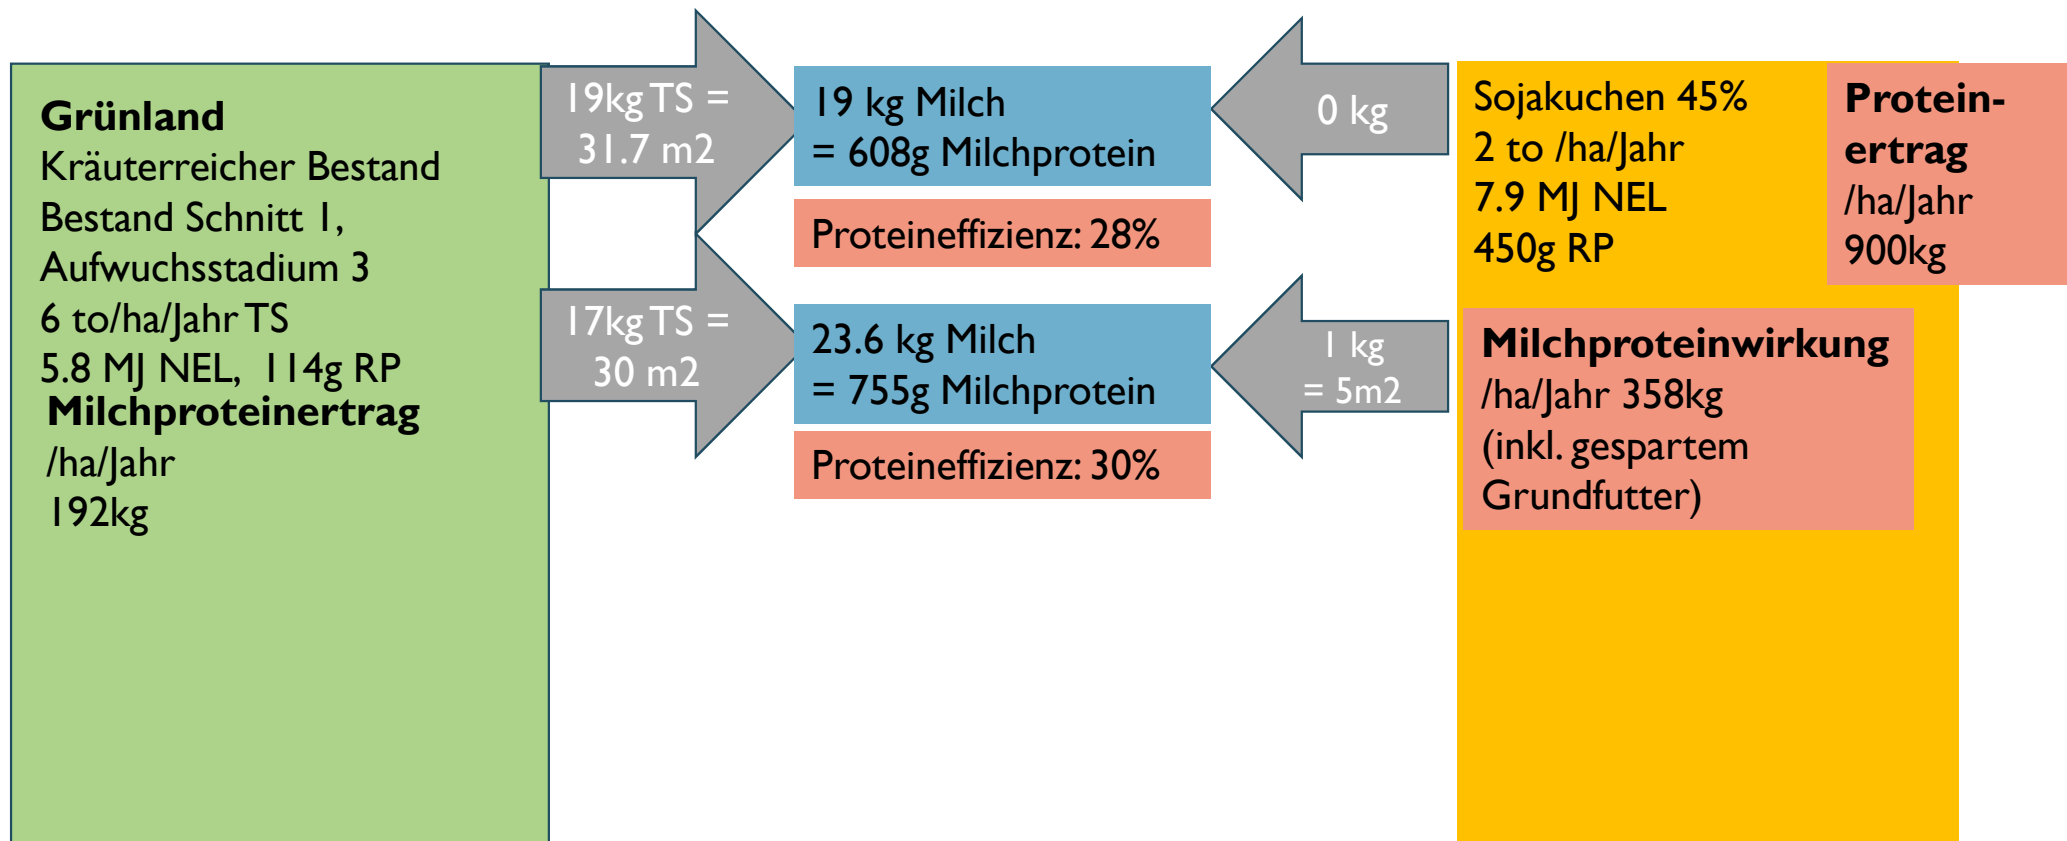 Grünland
Kräuterreicher Bestand
Bestand Schnitt 1,
Aufwuchsstadium 3
6 to/ha/Jahr TS
5.8 MJ NEL, 114g RP
Milchproteinertrag
/ha/Jahr
192kg
19kg TS =
31.7 m2
17kg TS =
30 m2
19 kg Milch
= 608g Milchprotein
Proteineffizienz: 28%
23.6 kg Milch
= 755g Milchprotein
Proteineffizienz: 30%
0 kg
1 kg
= 5m2
Sojakuchen 45%
2 to /ha/Jahr
7.9 MJ NEL
450g RP
Protein-
ertrag
/ha/Jahr
900kg
Milchproteinwirkung
/ha/Jahr 358kg
(inkl. gespartem
Grundfutter)